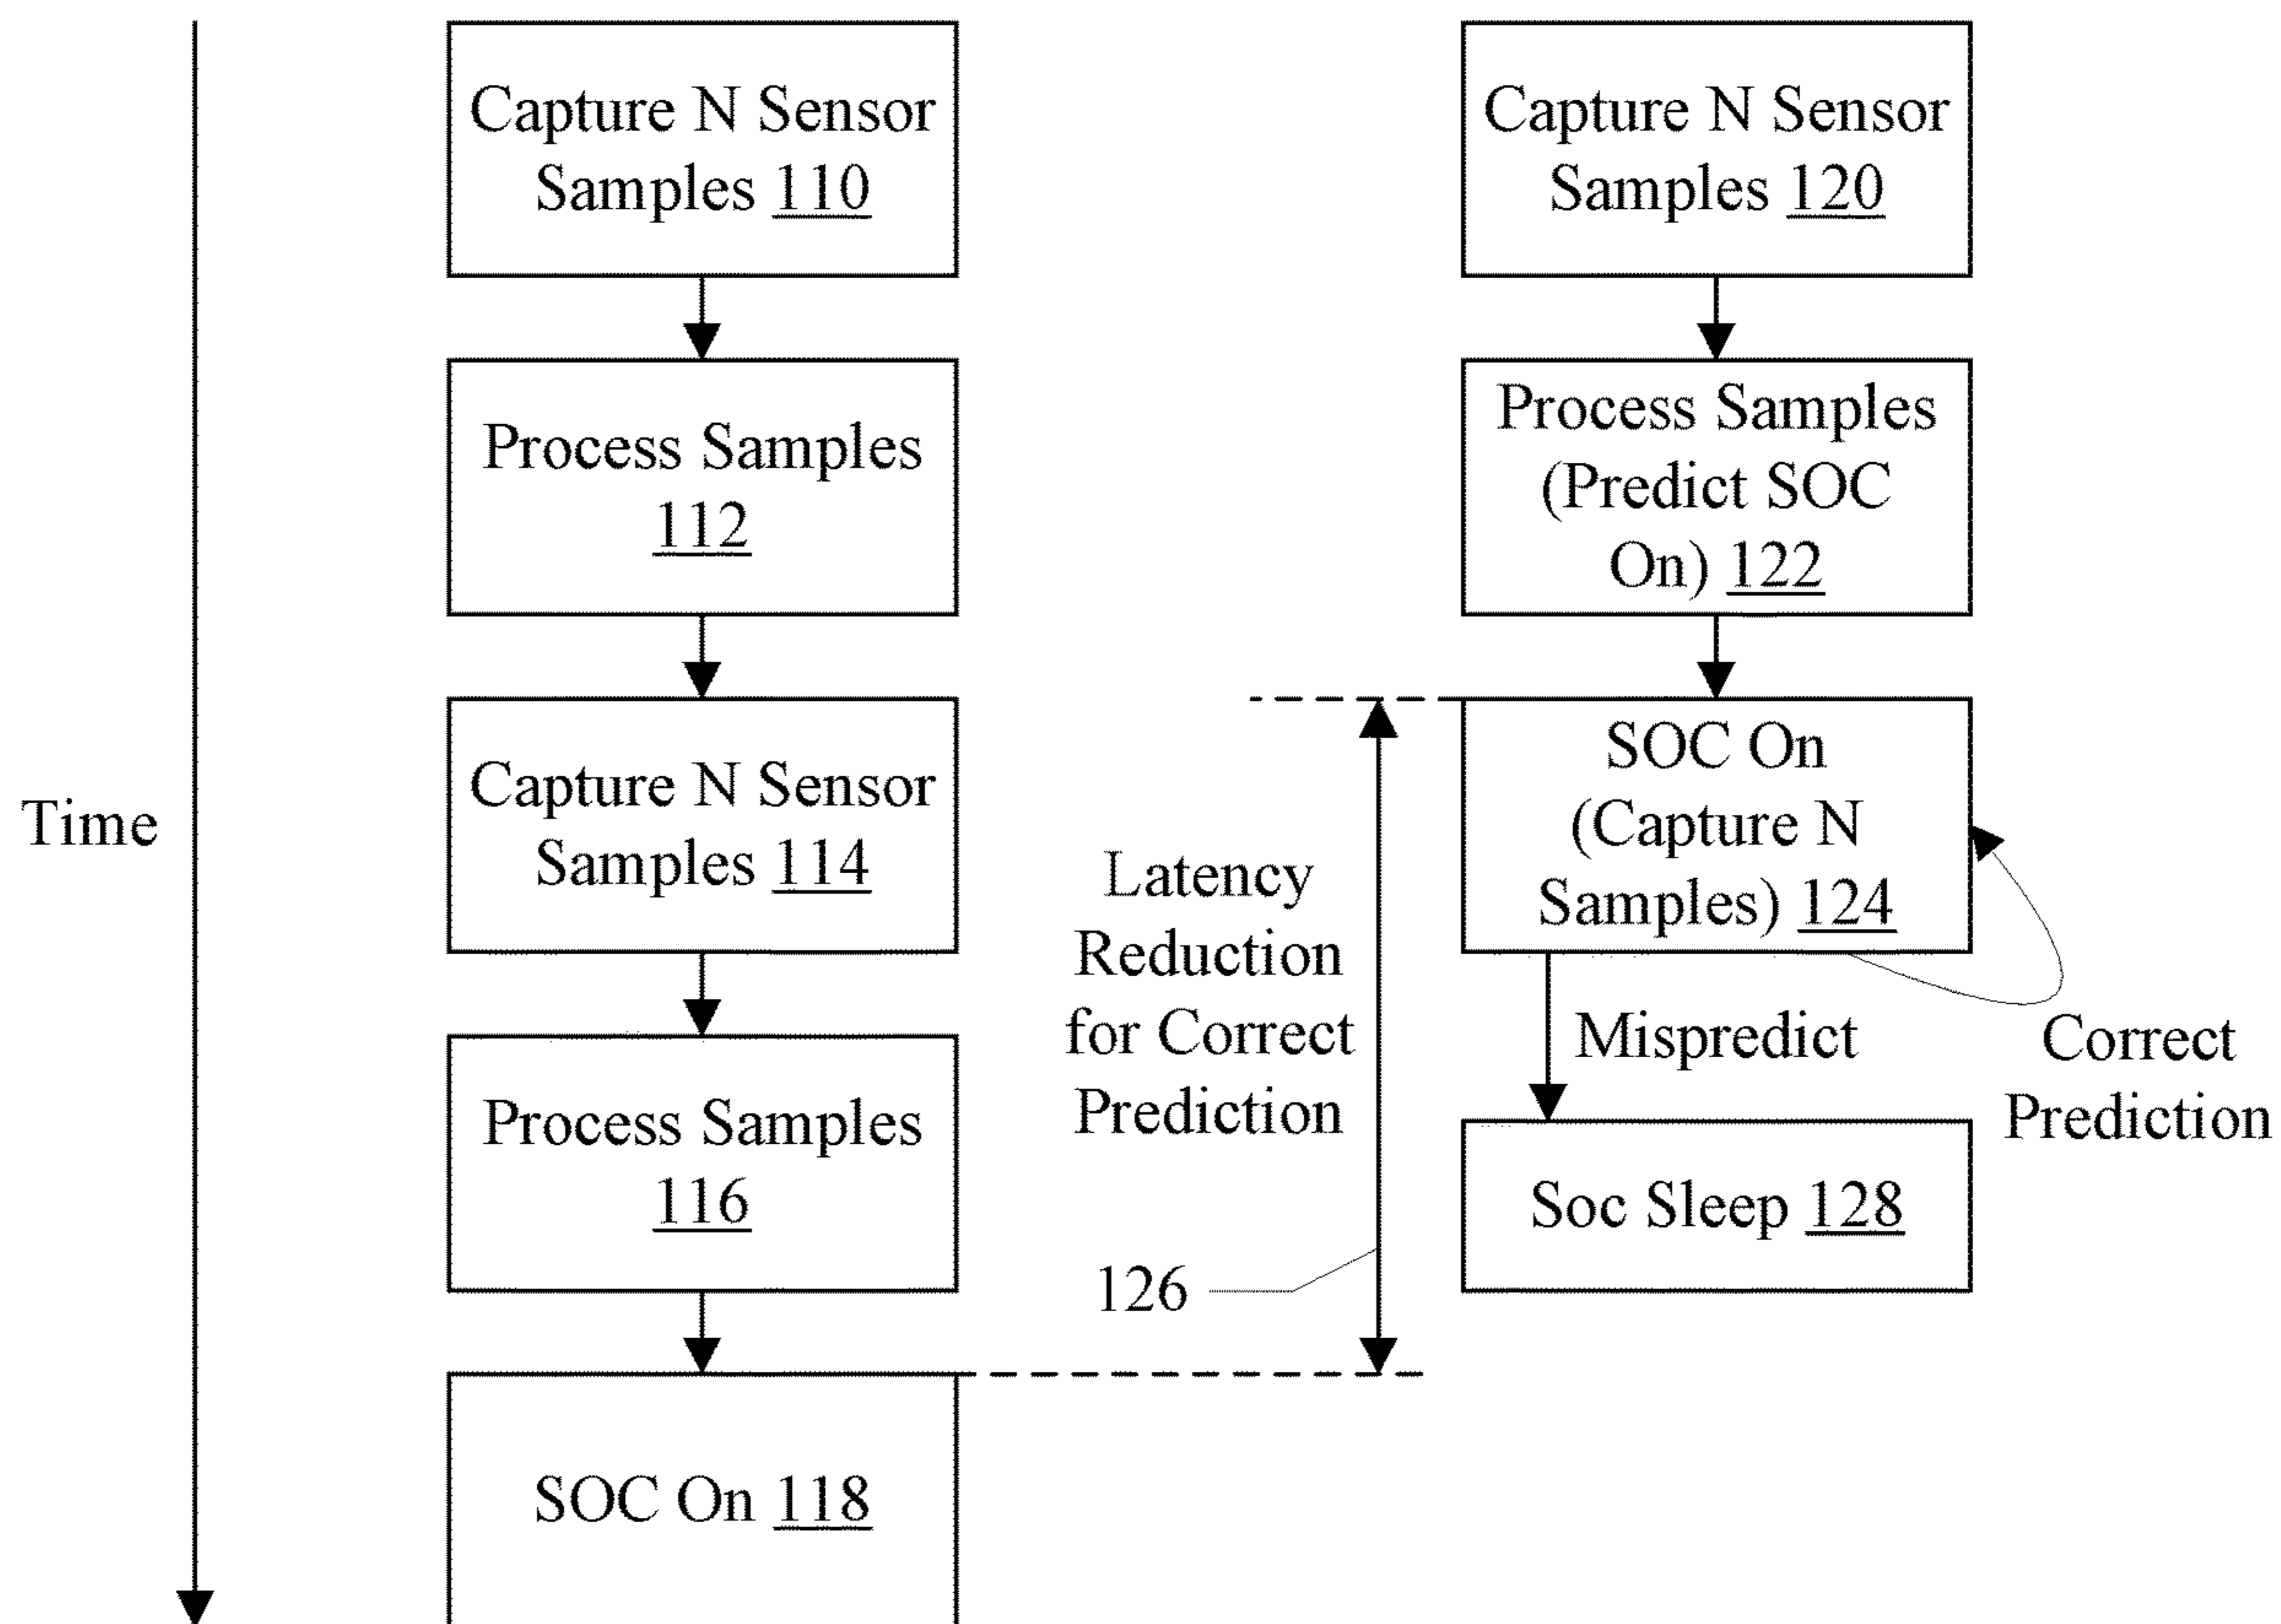 Time
Capture N Sensor
Samples 110
Process Samples
112
Capture N Sensor
Samples 114
Process Samples
116
SOC On 118
Latency
Reduction
for Correct
Prediction
126
Capture N Sensor
Samples 120
Process Samples
(Predict SOC
On) 122
SOC On
(Capture N
Samples) 124
Mispredict
Correct
Prediction
Soc Sleep 128